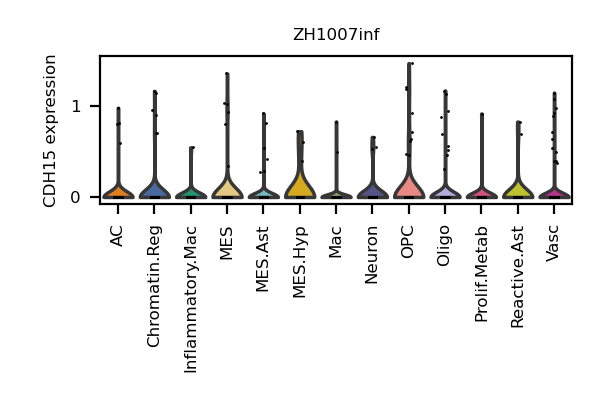 ZH1007inf
CDH15 expression
1
0
AC
Chromatin.Reg
Inflammatory.Mac
MES
MES.Ast
MES.Hyp
Mac
Neuron
OPC
Oligo
Prolif.Metab
Reactive.Ast
Vasc